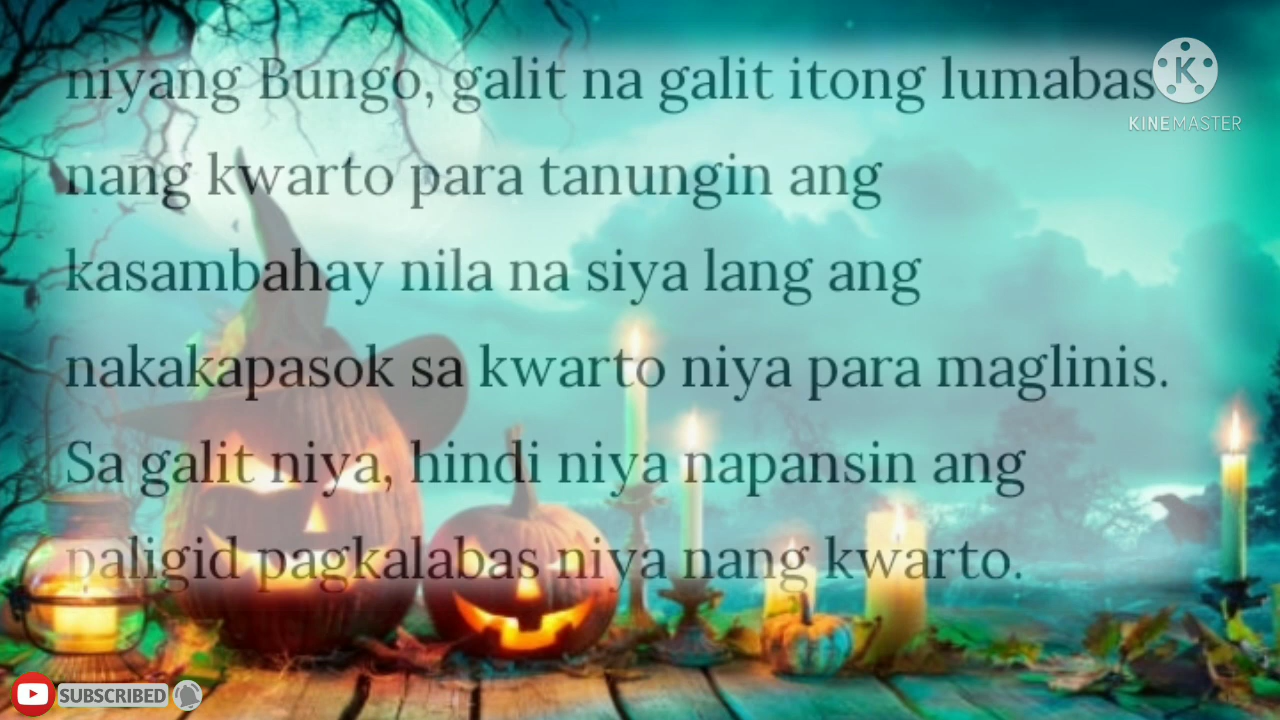 niyang Bungo, galit na galit itong lumabas
nang kwarto para tanungin ang
kasambahay nila na siya lang ang
nakakapasok sa kwarto niya para maglinis.
Sa galit niya, hindi niya napansin ang
paligid pagkalabas niya nang kwarto.
K
KINEMASTER
SUBSCRIBED